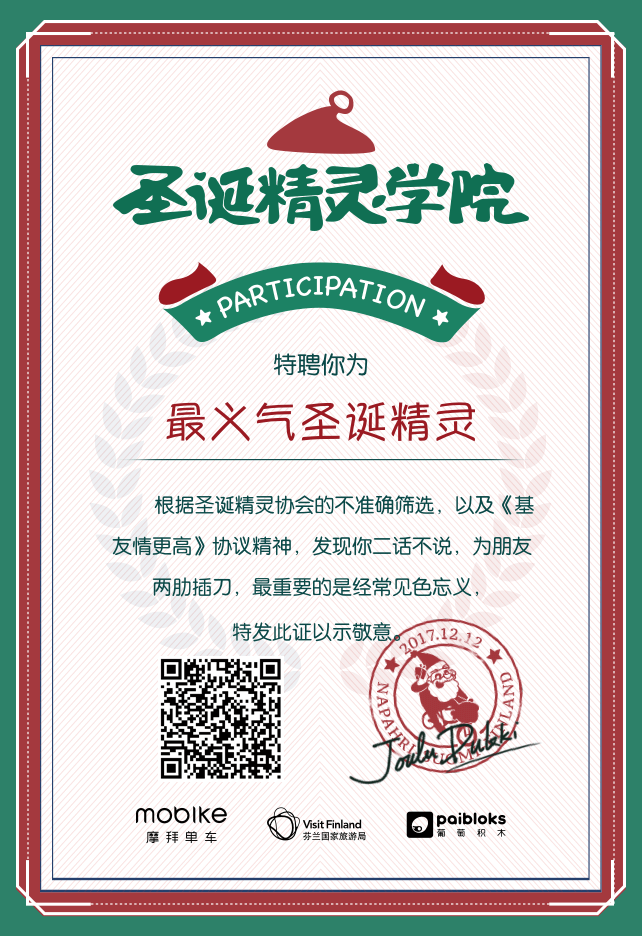 圣诞精灵学院
PARTICIPATION
特聘你为
最义气圣诞精灵
根据圣诞精灵协会的不准确筛选，以及《基
友情更高》协议精神，发现你二话不说，为朋友
两肋插刀，最重要的是经常见色忘义，
特发此证以示敬意。
2017.12.12
NAPAHRI SUOMI FINLAND
Joulu Pukki
mobike
摩拜单车
Visit Finland
芬兰国家旅游局
paibloks
葡萄积木